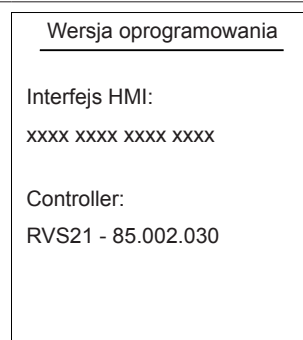 Wersja oprogramowania
Interfejs HMI:
xxxx xxxx xxxx xxxx
Controller:
RVS21 - 85.002.030